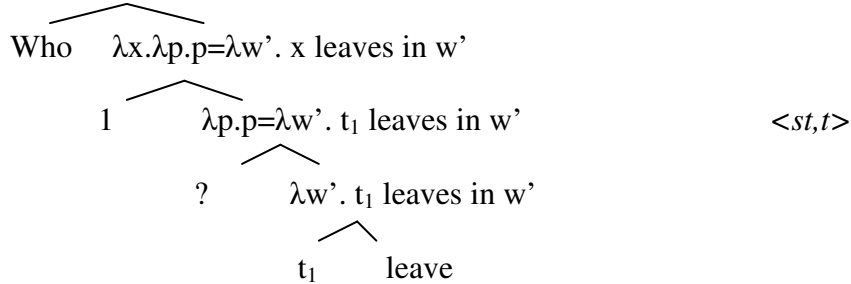 Who λx.λp.p=λw’. x leaves in w’
1 λp.p=λw’. t₁ leaves in w’ <st,t>
? λw’. t₁ leaves in w’
t₁ leave